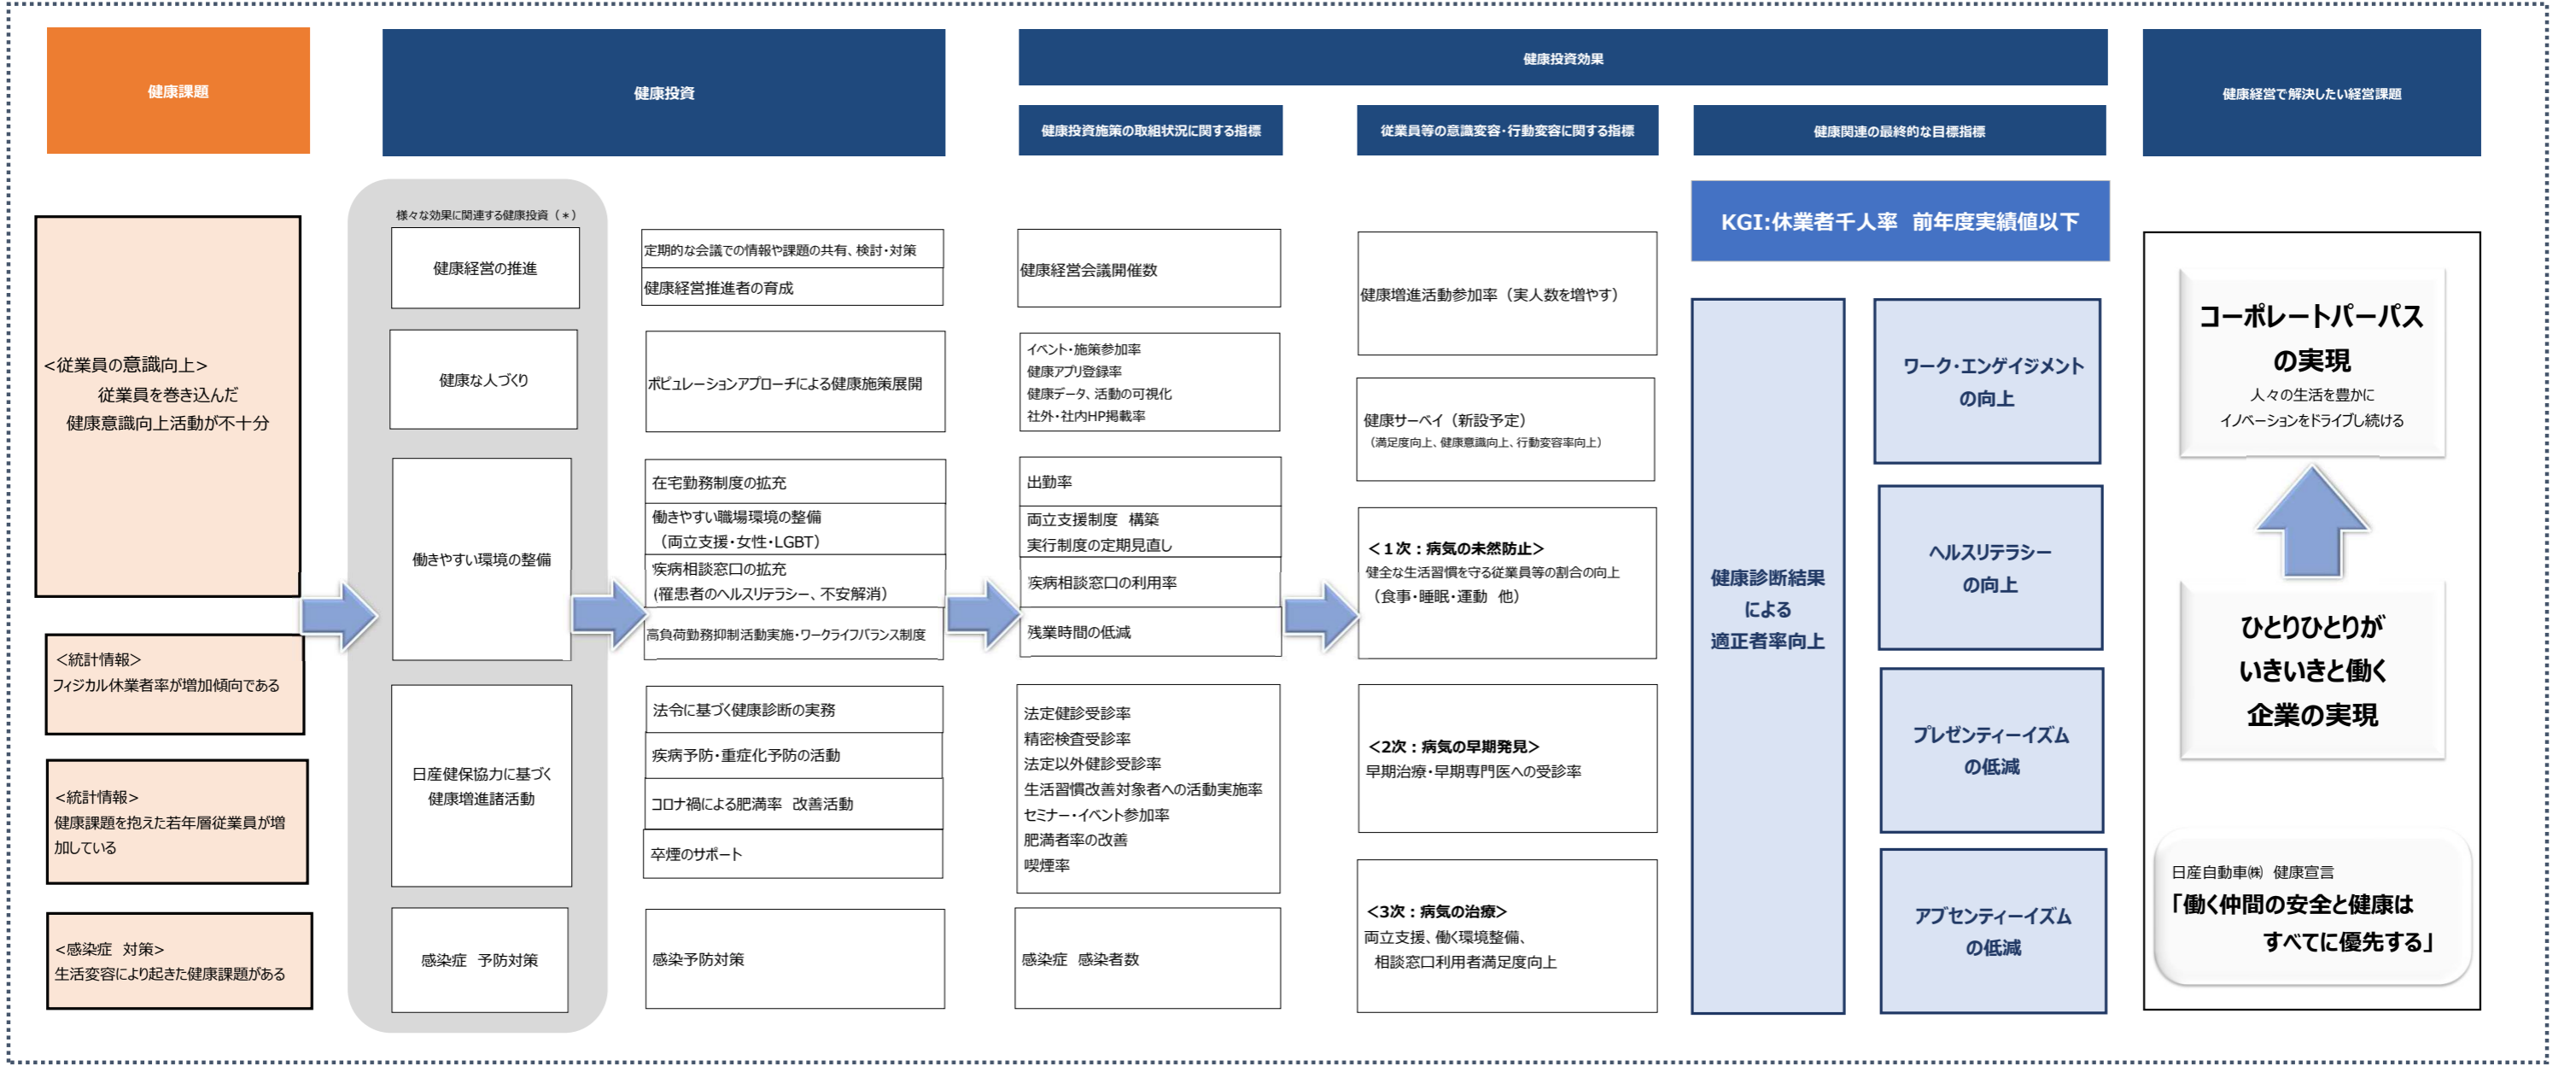 健康課題
健康投資
健康投資効果
健康投資施策の取組状況に関する指標
従業員等の意識変容・行動変容に関する指標
健康関連の最終的な目標指標
健康経営で解決したい経営課題
<従業員の意識向上>
従業員を巻き込んだ
健康意識向上活動が不十分
<統計情報>
フィジカル休業者率が増加傾向である
<統計情報>
健康課題を抱えた若年層従業員が増
加している
<感染症 対策>
生活変容により起きた健康課題がある
様々な効果に関連する健康投資（＊）
健康経営の推進
健康な人づくり
働きやすい環境の整備
日産健保協力に基づく
健康増進諸活動
感染症 予防対策
定期的な会議での情報や課題の共有、検討・対策
健康経営推進者の育成
ポピュレーションアプローチによる健康施策展開
在宅勤務制度の拡充
働きやすい職場環境の整備
（両立支援・女性・LGBT）
疾病相談窓口の拡充
(罹患者のヘルスリテラシー、不安解消）
高負荷勤務抑制活動実施・ワークライフバランス制度
法令に基づく健康診断の実務
疾病予防・重症化予防の活動
コロナ禍による肥満率 改善活動
卒煙のサポート
感染予防対策
健康経営会議開催数
イベント・施策参加率
健康アプリ登録率
健康データ、活動の可視化
社外・社内HP掲載率
出勤率
両立支援制度 構築
実行制度の定期見直し
疾病相談窓口の利用率
残業時間の低減
法定健診受診率
精密検査受診率
法定以外健診受診率
生活習慣改善対象者への活動実施率
セミナー・イベント参加率
肥満者率の改善
喫煙率
感染症 感染者数
健康増進活動参加率（実人数を増やす）
健康サーベイ（新設予定）
（満足度向上、健康意識向上、行動変容率向上）
＜１次：病気の未然防止＞
健全な生活習慣を守る従業員等の割合の向上
（食事・睡眠・運動 他）
＜2次：病気の早期発見＞
早期治療・早期専門医への受診率
＜3次：病気の治療＞
両立支援、働く環境整備、
相談窓口利用者満足度向上
KGI:休業者千人率 前年度実績値以下
健康診断結果
による
適正者率向上
ワーク・エンゲイジメント
の向上
ヘルスリテラシー
の向上
プレゼンティーイズム
の低減
アブセンティーイズム
の低減
コーポレートパーパス
の実現
人々の生活を豊かに
イノベーションをドライブし続ける
ひとりひとりが
いきいきと働く
企業の実現
日産自動車㈱ 健康宣言
「働く仲間の安全と健康は
すべてに優先する」